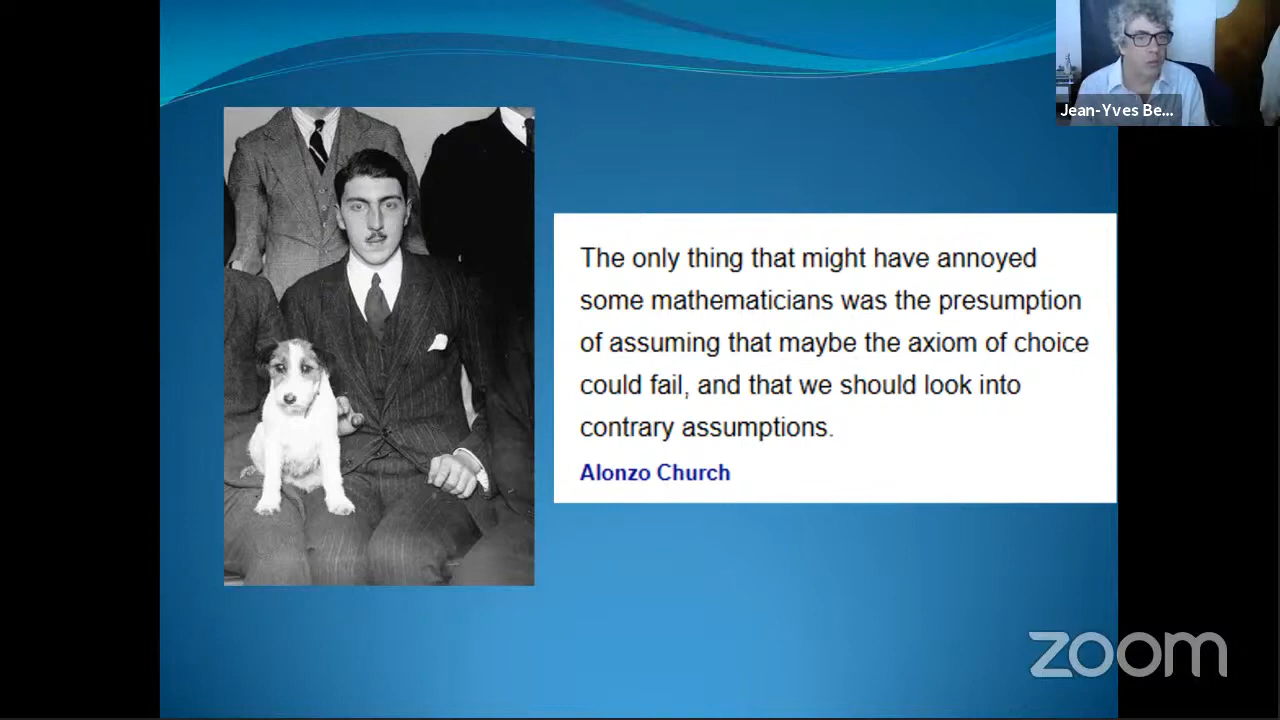 Jean-Yves Be...
The only thing that might have annoyed
some mathematicians was the presumption
of assuming that maybe the axiom of choice
could fail, and that we should look into
contrary assumptions.
Alonzo Church
zoom